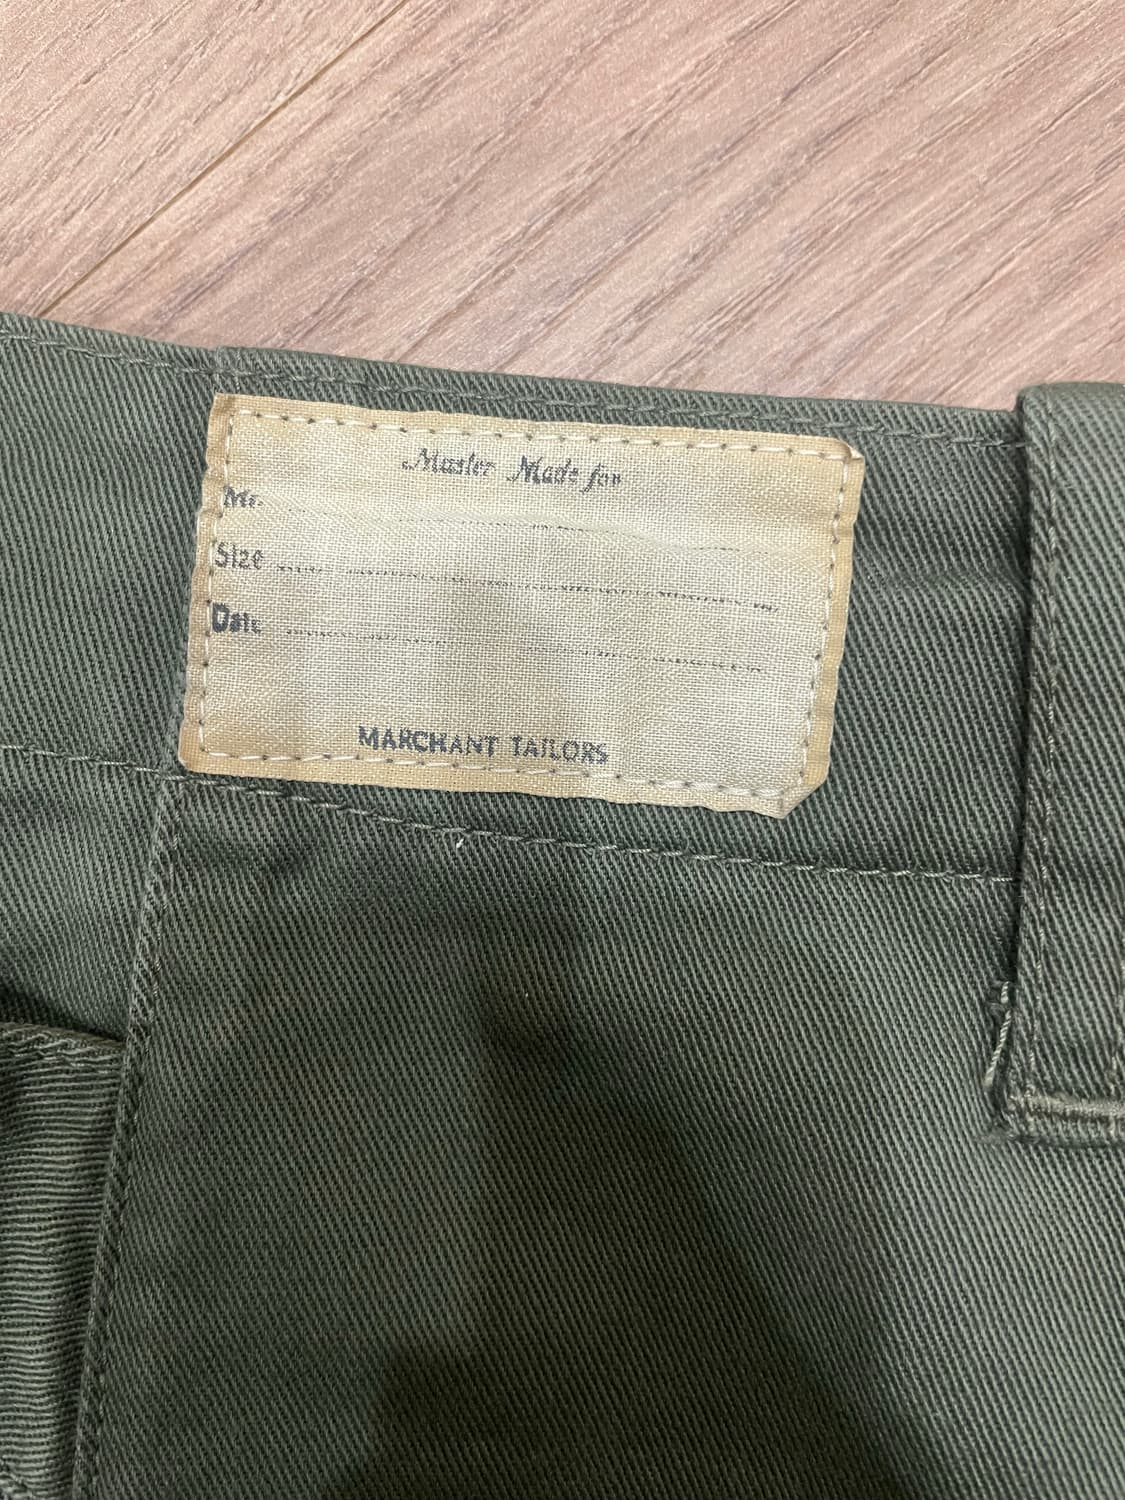 Master Made for
Mr.
Size
Date
MARCHANT TAILORS